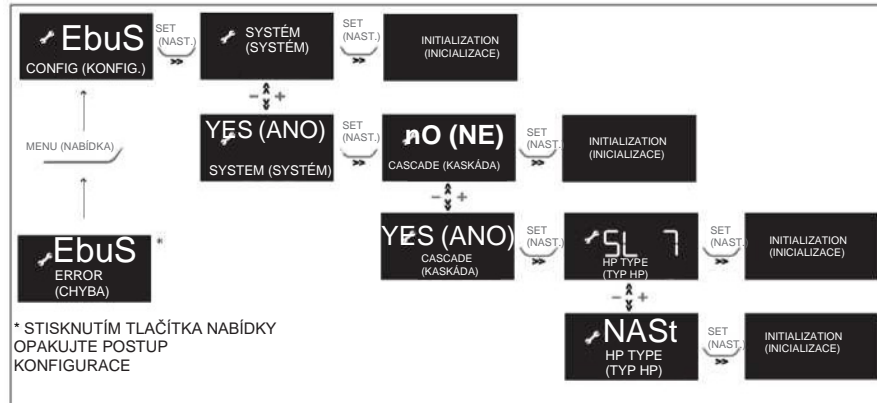 EbuS
CONFIG (KONFIG.)
SET
(NAST.)
SYSTÉM
(SYSTÉM)
SET
(NAST.)
INITIALIZATION
(INICIALIZACE)
- +
YES (ANO)
SYSTEM (SYSTÉM)
SET
(NAST.)
nO (NE)
CASCADE (KASKÁDA)
SET
(NAST.)
INITIALIZATION
(INICIALIZACE)
MENU (NABÍDKA)
- +
YES (ANO)
CASCADE
(KASKÁDA)
SET
(NAST.)
SL 7
HP TYPE
(TYP HP)
SET
(NAST.)
INITIALIZATION
(INICIALIZACE)
EbuS *
ERROR
(CHYBA)
- +
NASt
HP TYPE
(TYP HP)
SET
(NAST.)
INITIALIZATION
(INICIALIZACE)
* STISKNUTÍM TLAČÍTKA NABÍDKY
OPAKUJTE POSTUP
KONFIGURACE